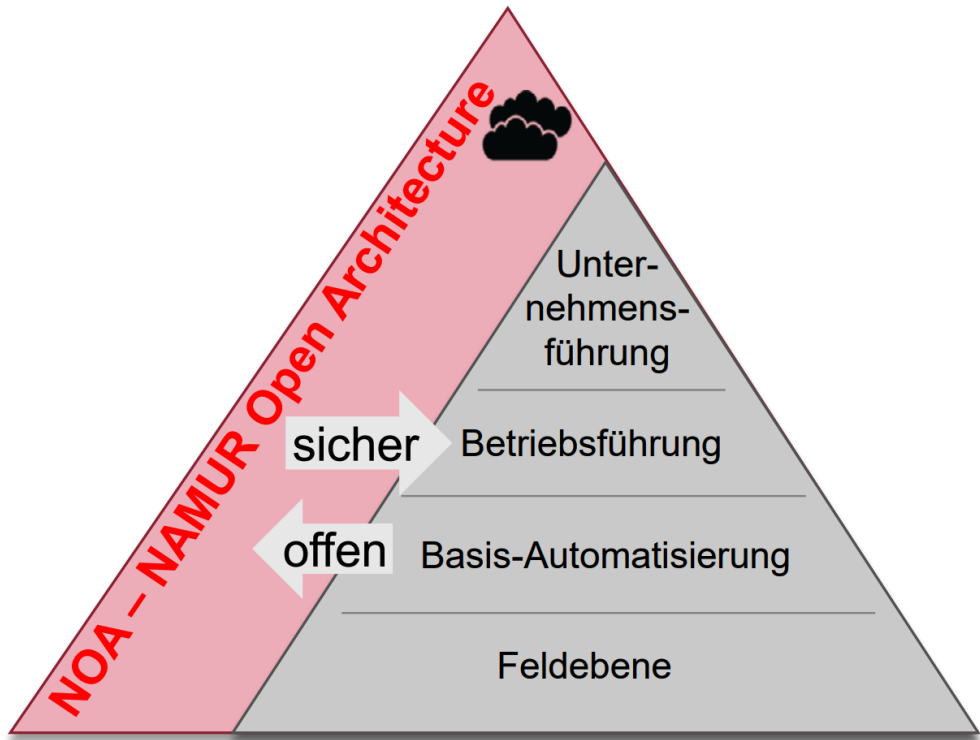 NOA – NAMUR Open Architecture
Unter-
nehmens-
führung
sicher
Betriebsführung
offen
Basis-Automatisierung
Feldebene